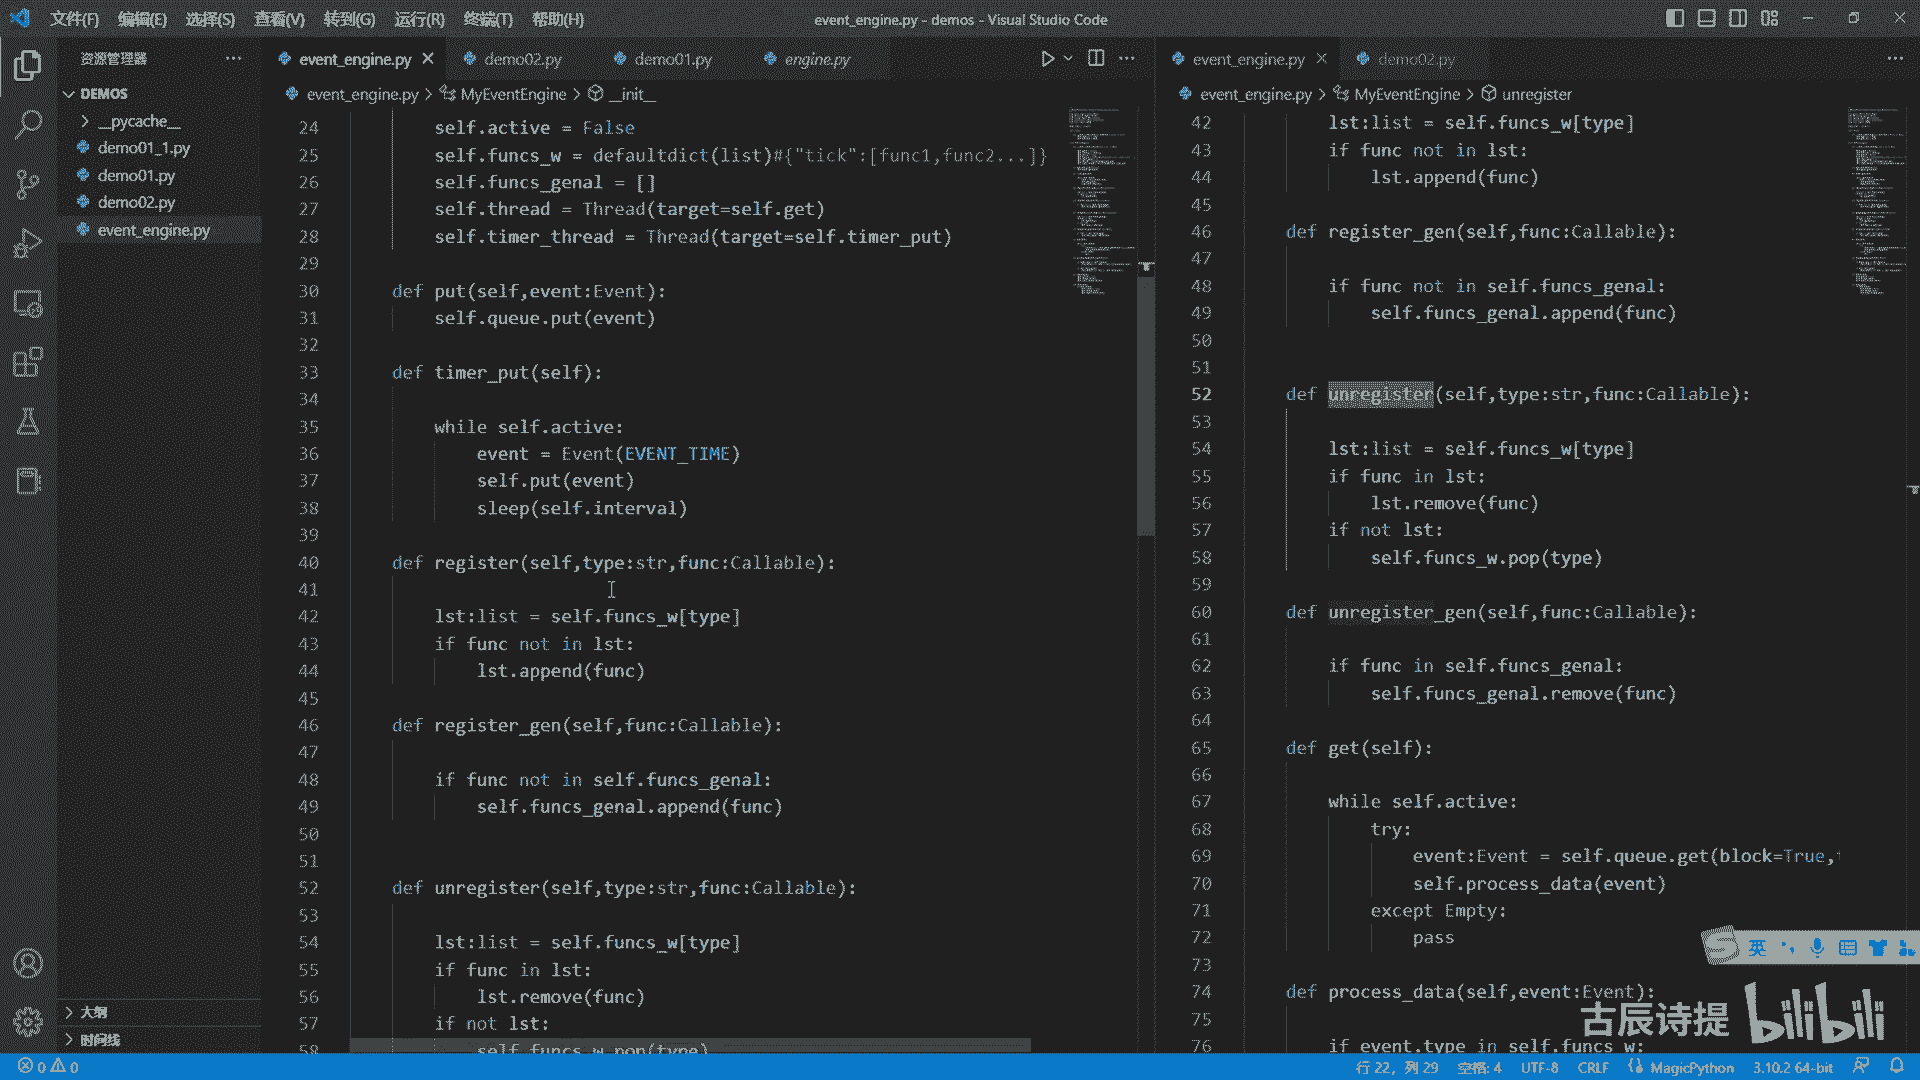 文件(F) 编辑(E) 选择(S) 查看(V) 转到(G) 运行(R) 终端(T) 帮助(H)
event_engine.py - demos - Visual Studio Code
资源管理器
DEMOS
__pycache__
demo01_1.py
demo01.py
demo02.py
event_engine.py
大纲
时间线
event_engine.py demo02.py demo01.py engine.py
event_engine.py > MyEventEngine > __init__
24 self.active = False
25 self.funcs_w = defaultdict(list)#{"tick":[func1,func2...]}
26 self.funcs_genal = []
27 self.thread = Thread(target=self.get)
28 self.timer_thread = Thread(target=self.timer_put)
29
30 def put(self,event:Event):
31 self.queue.put(event)
32
33 def timer_put(self):
34
35 while self.active:
36 event = Event(EVENT_TIME)
37 self.put(event)
38 sleep(self.interval)
39
40 def register(self,type:str,func:Callable):
41
42 lst:list = self.funcs_w[type]
43 if func not in lst:
44 lst.append(func)
45
46 def register_gen(self,func:Callable):
47
48 if func not in self.funcs_genal:
49 self.funcs_genal.append(func)
50
51
52 def unregister(self,type:str,func:Callable):
53
54 lst:list = self.funcs_w[type]
55 if func in lst:
56 lst.remove(func)
57 if not lst:
58 self.funcs_w.pop(type)
event_engine.py demo02.py
event_engine.py > MyEventEngine > unregister
42 lst:list = self.funcs_w[type]
43 if func not in lst:
44 lst.append(func)
45
46 def register_gen(self,func:Callable):
47
48 if func not in self.funcs_genal:
49 self.funcs_genal.append(func)
50
51
52 def unregister(self,type:str,func:Callable):
53
54 lst:list = self.funcs_w[type]
55 if func in lst:
56 lst.remove(func)
57 if not lst:
58 self.funcs_w.pop(type)
59
60 def unregister_gen(self,func:Callable):
61
62 if func in self.funcs_genal:
63 self.funcs_genal.remove(func)
64
65 def get(self):
66
67 while self.active:
68 try:
69 event:Event = self.queue.get(block=True,
70 self.process_data(event)
71 except Empty:
72 pass
73
74 def process_data(self,event:Event):
75
76 if event.type in self.funcs_w:
英
古辰诗提 bilibili
0 0
行 22，列 29 空格: 4 UTF-8 CRLF MagicPython 3.10.2 64-bit